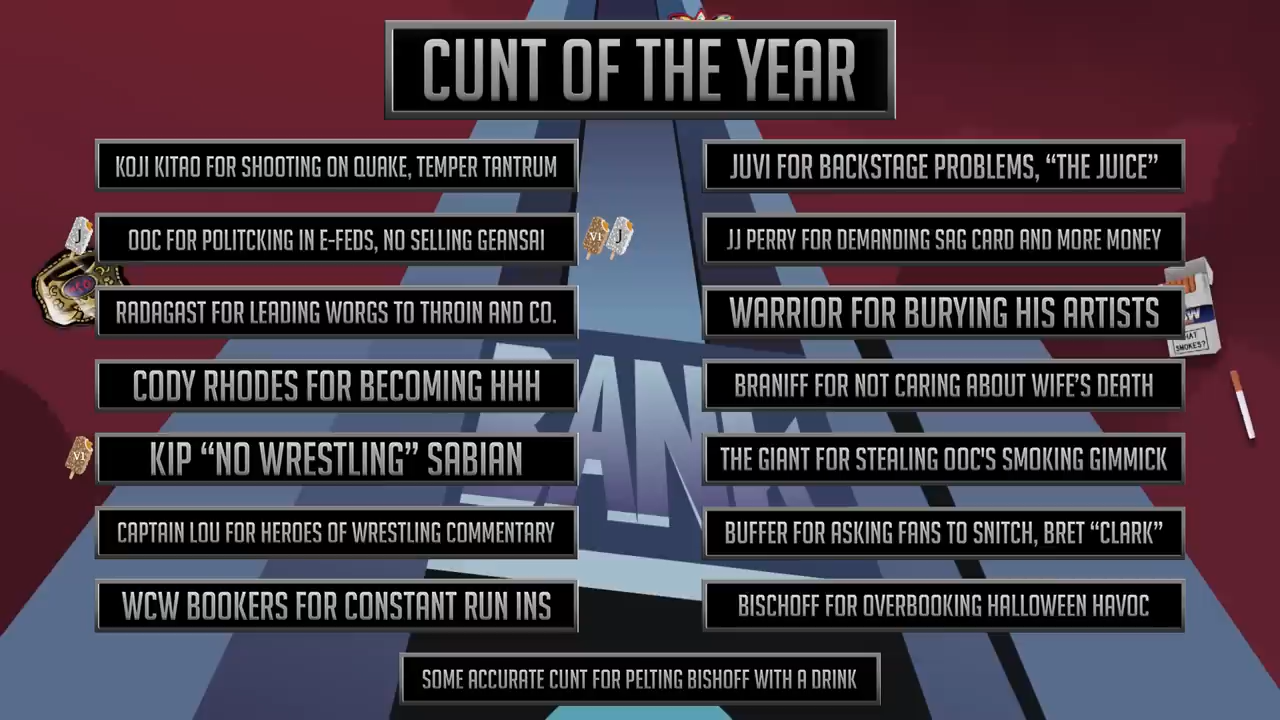 CUNT OF THE YEAR
KOJI KITAO FOR SHOOTING ON QUAKE, TEMPER TANTRUM
OOC FOR POLITCKING IN E-FEDS, NO SELLING GEANSAI
RADAGAST FOR LEADING WORGS TO THROIN AND CO.
CODY RHODES FOR BECOMING HHH
KIP “NO WRESTLING” SABIAN
CAPTAIN LOU FOR HEROES OF WRESTLING COMMENTARY
WCW BOOKERS FOR CONSTANT RUN INS
JUVI FOR BACKSTAGE PROBLEMS, “THE JUICE”
JJ PERRY FOR DEMANDING SAG CARD AND MORE MONEY
WARRIOR FOR BURYING HIS ARTISTS
BRANIFF FOR NOT CARING ABOUT WIFE’S DEATH
THE GIANT FOR STEALING OOC'S SMOKING GIMMICK
BUFFER FOR ASKING FANS TO SNITCH, BRET “CLARK”
BISCHOFF FOR OVERBOOKING HALLOWEEN HAVOC
SOME ACCURATE CUNT FOR PELTING BISHOFF WITH A DRINK
J
V1
J
V1
BANK
SMOKES?